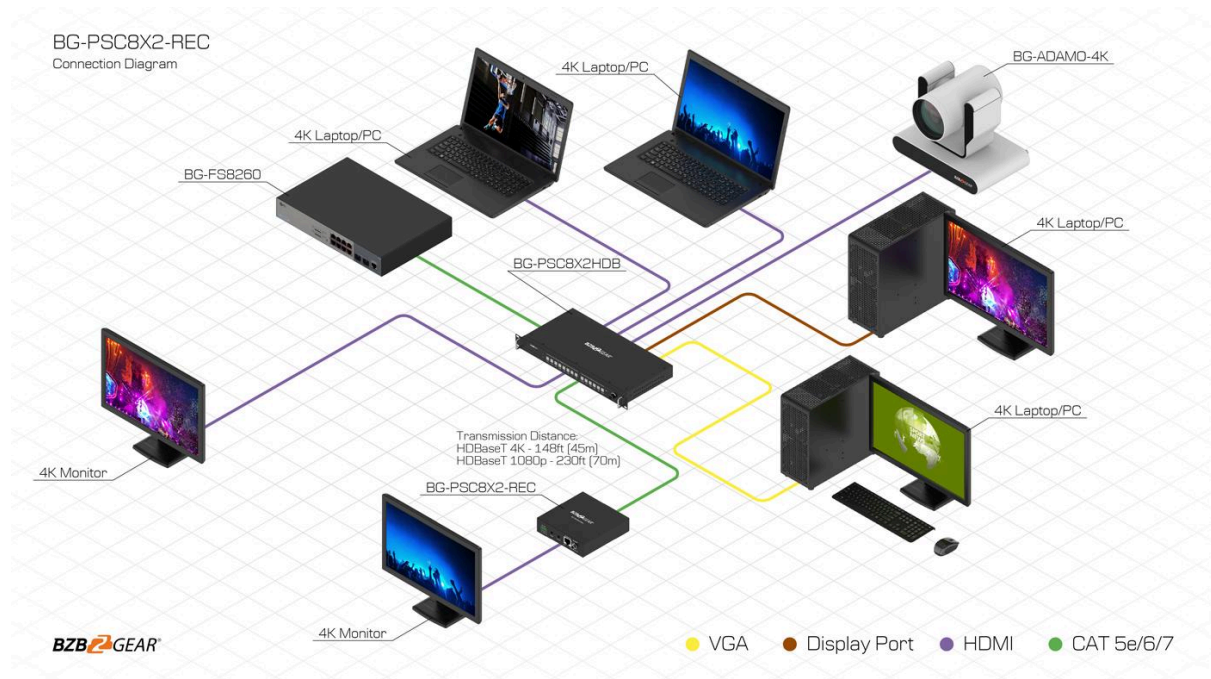 BG-PSC8X2-REC
Connection Diagram
4K Laptop/PC
BG-ADAMO-4K
4K Laptop/PC
BG-FS8260
4K Laptop/PC
BG-PSC8X2HDB
BZBGEAR
4K Laptop/PC
Transmission Distance:
HDBaseT 4K - 148ft (45m)
HDBaseT 1080p - 230ft (70m)
4K Monitor
BG-PSC8X2-REC
4K Monitor
BZB GEAR®
VGA
Display Port
HDMI
CAT 5e/6/7